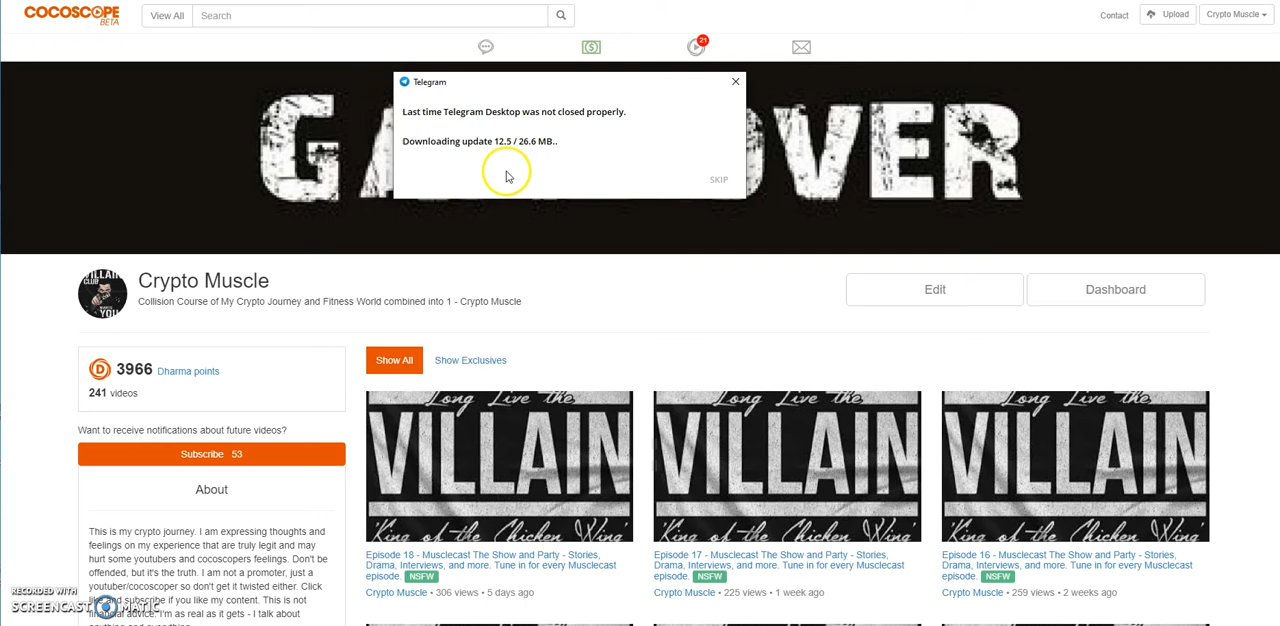 COCOSCOPE
BETA
View All
Search
Contact
Upload
Crypto Muscle
21
Telegram
Last time Telegram Desktop was not closed properly.
Downloading update 12.5 / 26.6 MB..
SKIP
GA OVER
Crypto Muscle
Collision Course of My Crypto Journey and Fitness World combined into 1 - Crypto Muscle
Edit
Dashboard
VILLAIN
CLUB
YOU
D 3966 Dharma points
241 videos
Show All
Show Exclusives
Want to receive notifications about future videos?
Subscribe 53
About
This is my crypto journey. I am expressing thoughts and
feelings on my experience that are truly legit and may
hurt some youtubers and cocoscopers feelings. Don't be
offended, but it's the truth. I am not a promoter, just a
youtuber/cocoscoper so don't get it twisted either. Click
like and subscribe if you like my content. This is not
financial advice. I'm as real as it gets - I talk about
anything and everything
Long Live the
VILLAIN
'King of the Chicken Wing'
Episode 18 - Musclecast The Show and Party - Stories,
Drama, Interviews, and more. Tune in for every Musclecast
episode. NSFW
Crypto Muscle • 306 views • 5 days ago
Long Live the
VILLAIN
'King of the Chicken Wing'
Episode 17 - Musclecast The Show and Party - Stories,
Drama, Interviews, and more. Tune in for every Musclecast
episode. NSFW
Crypto Muscle • 225 views • 1 week ago
Long Live the
VILLAIN
'King of the Chicken Wing'
Episode 16 - Musclecast The Show and Party - Stories,
Drama, Interviews, and more. Tune in for every Musclecast
episode. NSFW
Crypto Muscle • 259 views • 2 weeks ago
RECORDED WITH
SCREENCAST MATIC